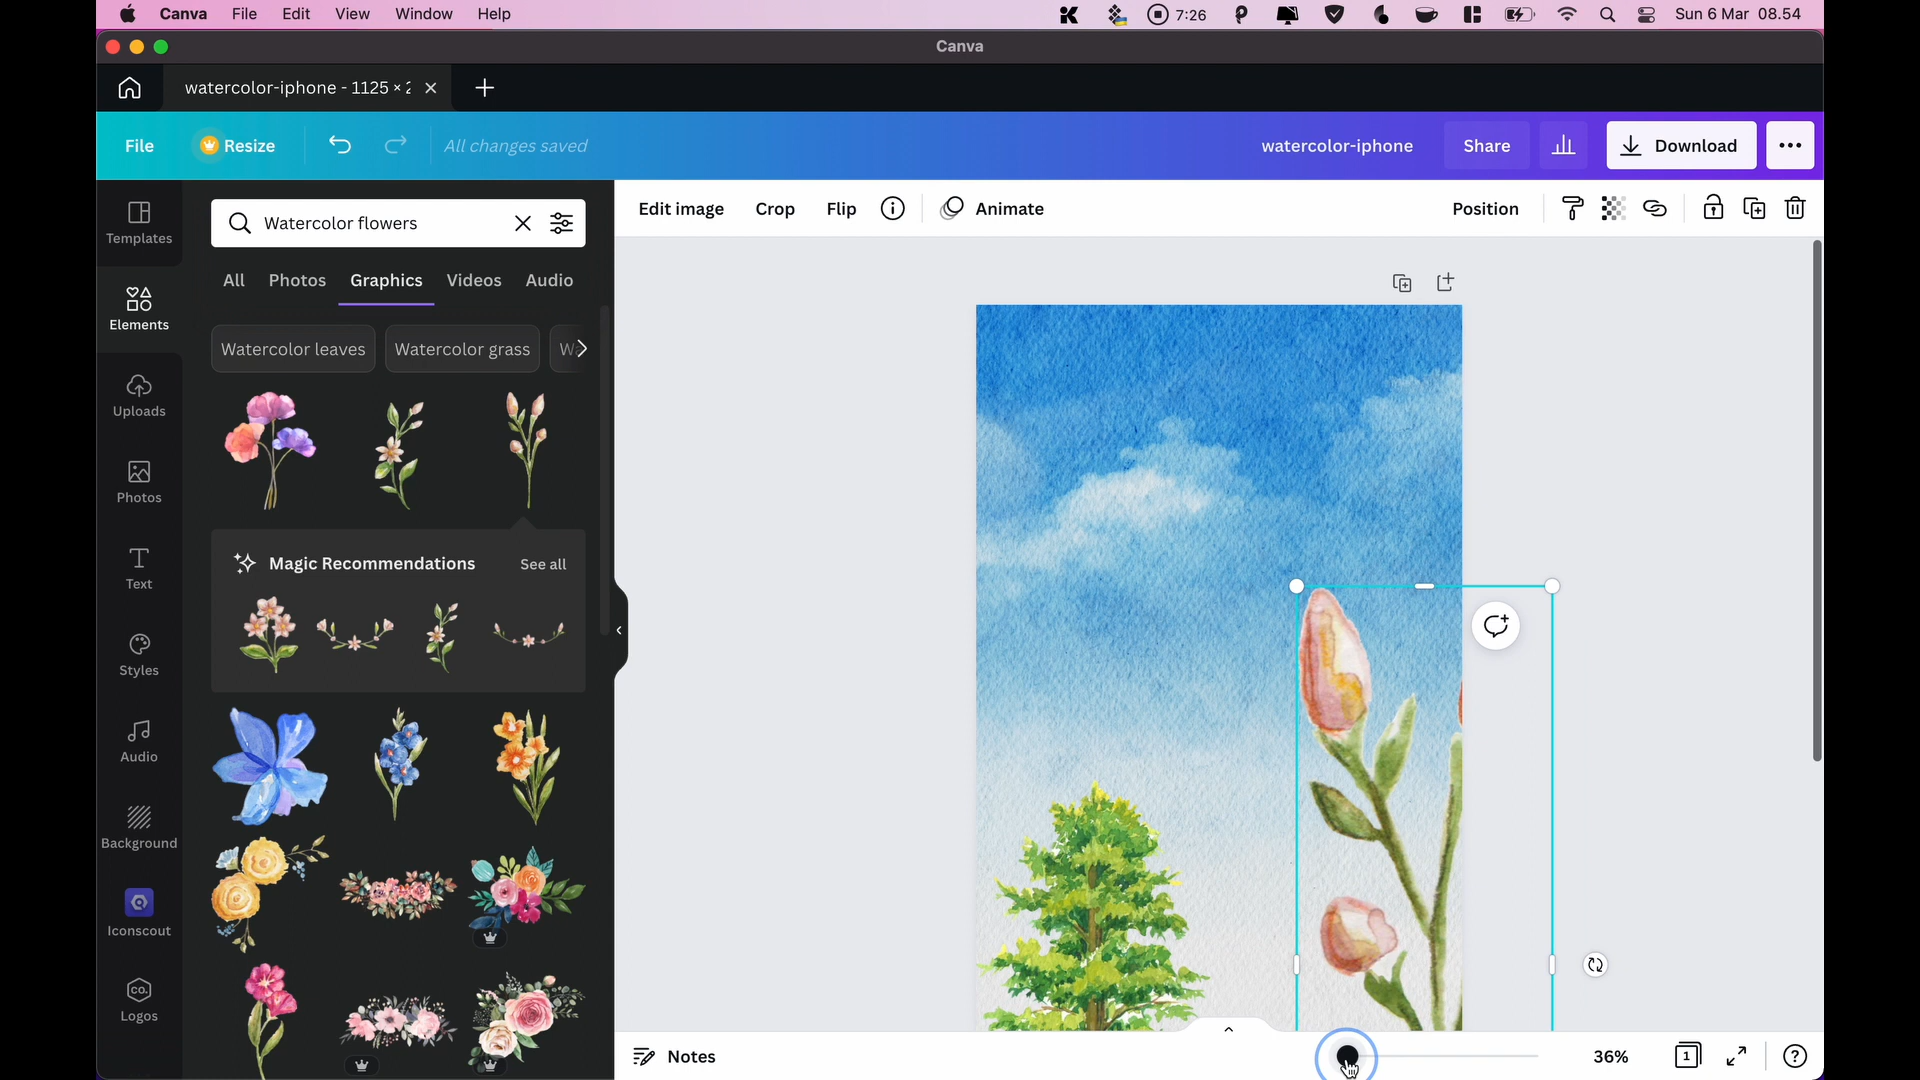 Canva File Edit View Window Help 7:26 Sun 6 Mar 08.54
Canva
watercolor-iphone - 1125 ×
File Resize All changes saved watercolor-iphone Share Download
Templates
Elements
Uploads
Photos
Text
Styles
Audio
Background
Iconscout
CO.
Logos
Watercolor flowers
All Photos Graphics Videos Audio
Watercolor leaves Watercolor grass
Magic Recommendations See all
Edit image Crop Flip Animate Position
Notes 36% 1